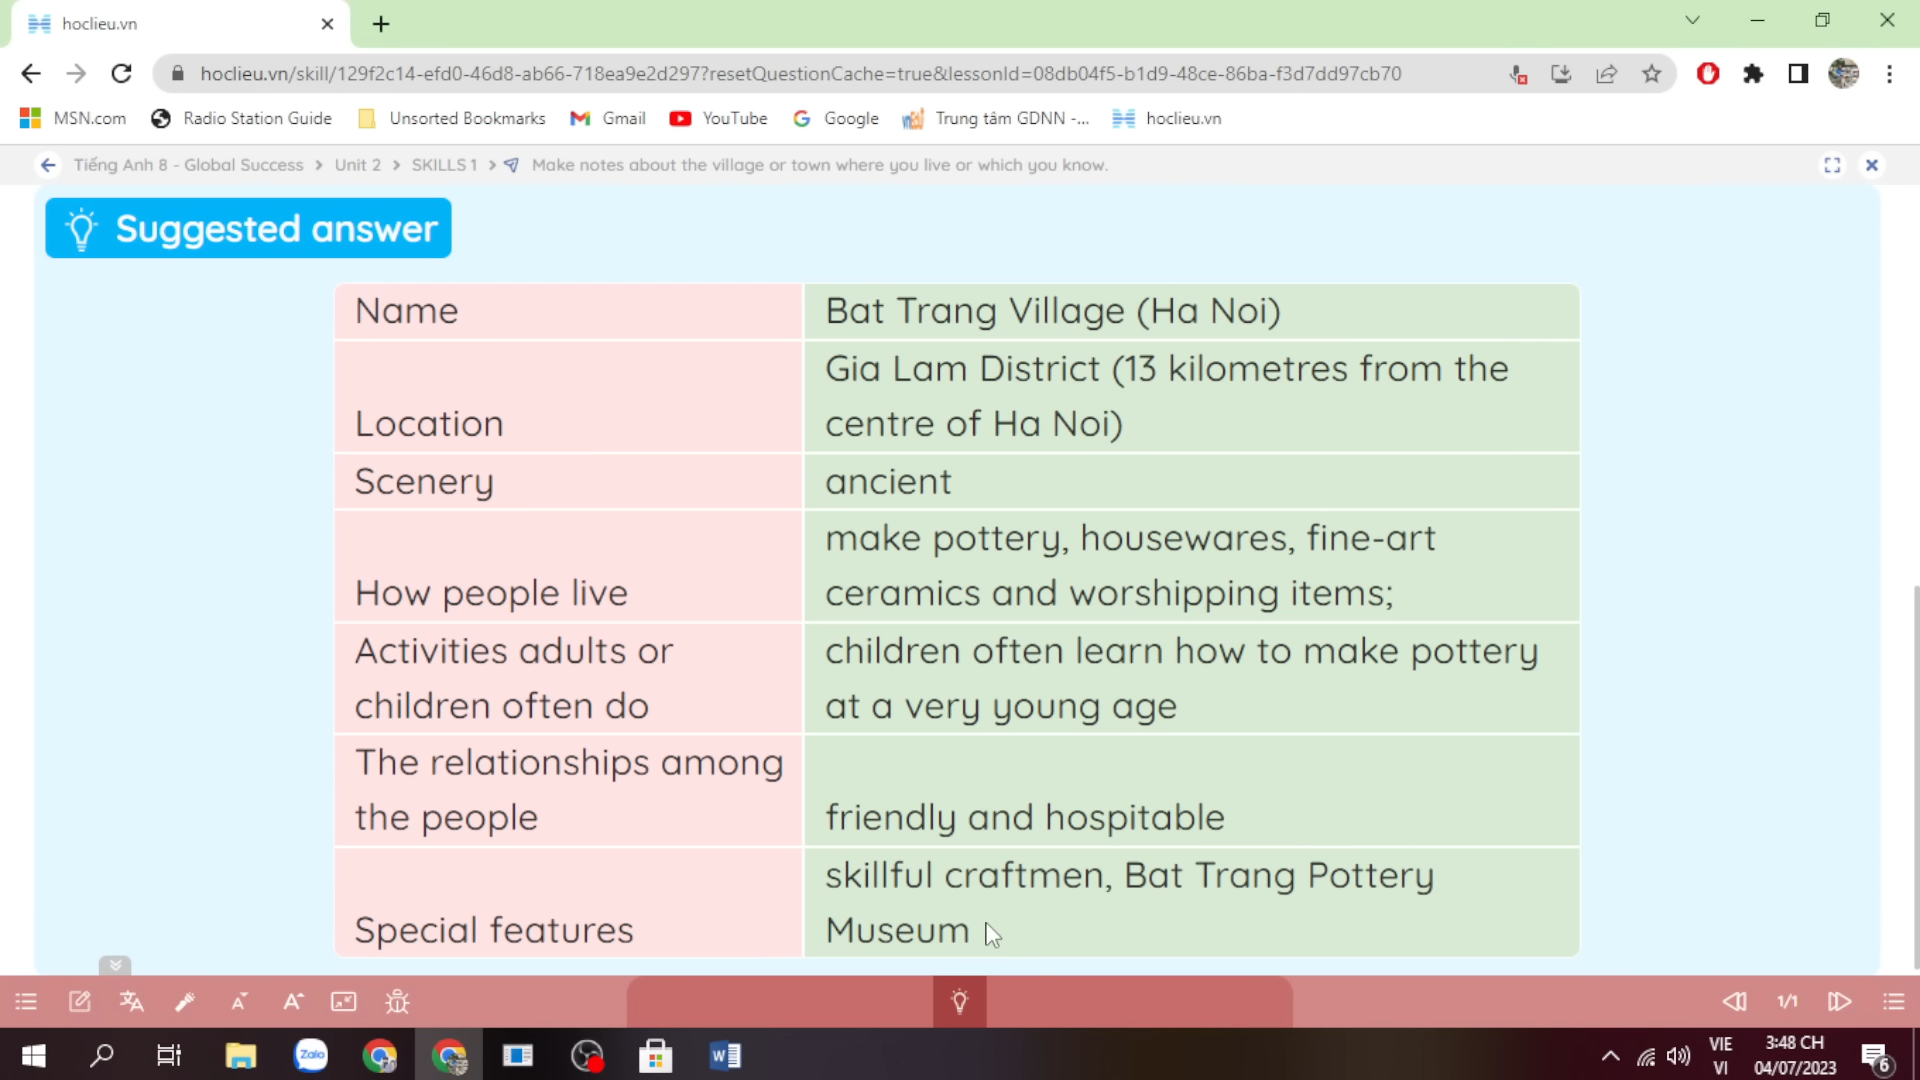 hoclieu.vn
hoclieu.vn/skill/129f2c14-efd0-46d8-ab66-718ea9e2d297?resetQuestionCache=true&lessonId=08db04f5-b1d9-48ce-86ba-f3d7dd97cb70
MSN.com Radio Station Guide Unsorted Bookmarks Gmail YouTube Google Trung tâm GDNN -... hoclieu.vn
Tiếng Anh 8 - Global Success > Unit 2 > SKILLS 1 > Make notes about the village or town where you live or which you know.
Suggested answer
Name
Bat Trang Village (Ha Noi)
Location
Gia Lam District (13 kilometres from the
centre of Ha Noi)
Scenery
ancient
How people live
make pottery, housewares, fine-art
ceramics and worshipping items;
Activities adults or
children often do
children often learn how to make pottery
at a very young age
The relationships among
the people
friendly and hospitable
Special features
skillful craftmen, Bat Trang Pottery
Museum
1/1
Zalo
VIE
VI
3:48 CH
04/07/2023
6